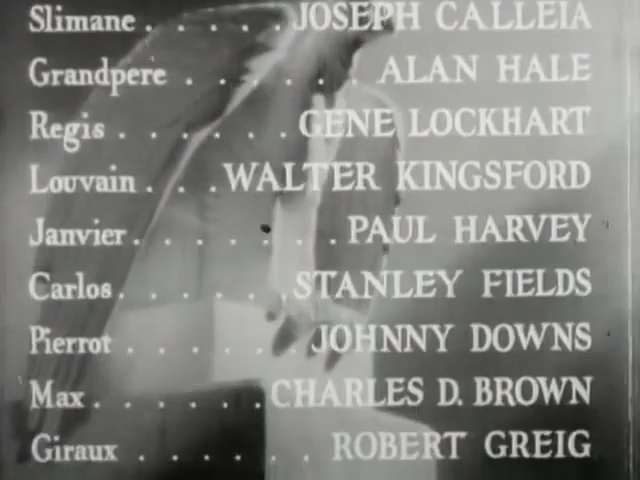 Slimane . . . . . JOSEPH CALLEIA
Grandpere . . . . . . ALAN HALE
Regis . . . . . . GENE LOCKHART
Louvain . . . WALTER KINGSFORD
Janvier . . . . . . . . PAUL HARVEY
Carlos . . . . . . STANLEY FIELDS
Pierrot . . . . . . JOHNNY DOWNS
Max . . . . . . . CHARLES D. BROWN
Giraux . . . . . . ROBERT GREIG